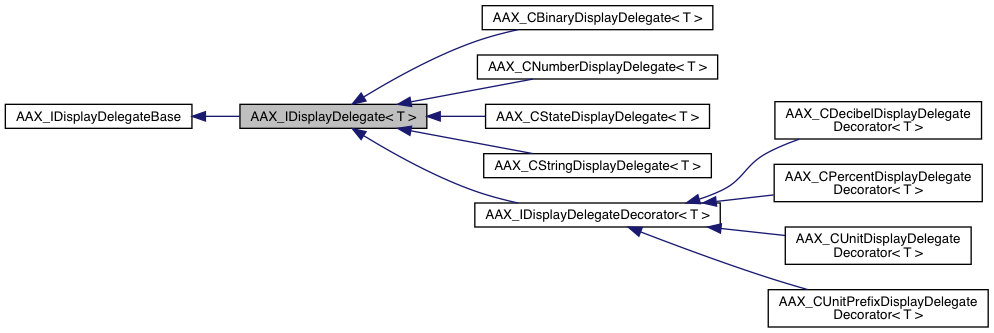 AAX_IDisplayDelegateBase
AAX_IDisplayDelegate< T >
AAX_CBinaryDisplayDelegate< T >
AAX_CNumberDisplayDelegate< T >
AAX_CStateDisplayDelegate< T >
AAX_CStringDisplayDelegate< T >
AAX_IDisplayDelegateDecorator< T >
AAX_CDecibelDisplayDelegate
Decorator< T >
AAX_CPercentDisplayDelegate
Decorator< T >
AAX_CUnitDisplayDelegate
Decorator< T >
AAX_CUnitPrefixDisplayDelegate
Decorator< T >